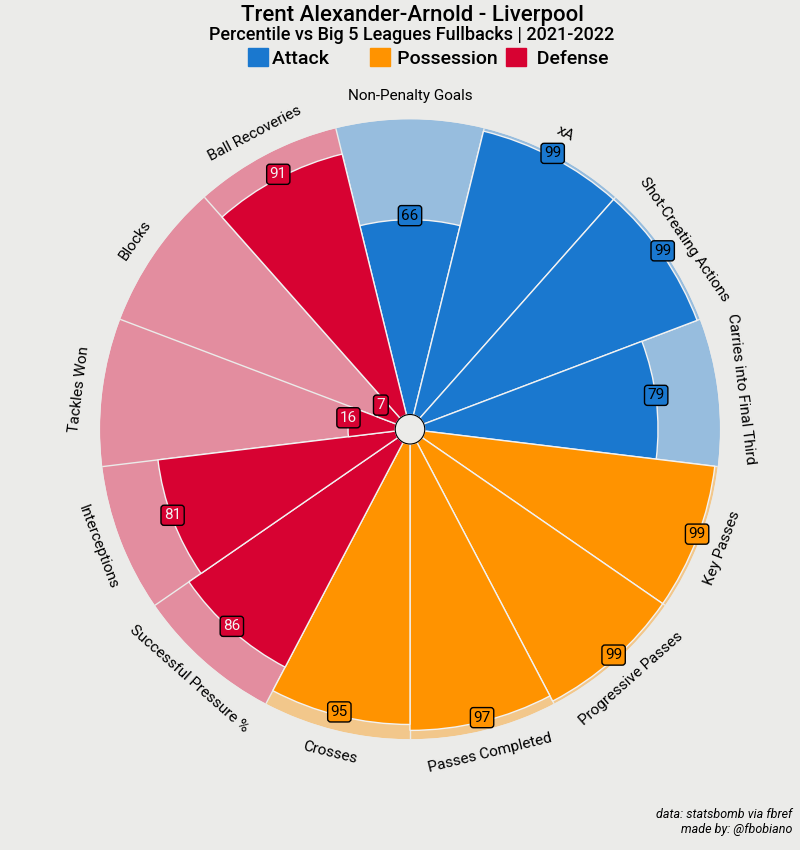 Trent Alexander-Arnold - Liverpool
Percentile vs Big 5 Leagues Fullbacks | 2021-2022
Attack Possession Defense
Non-Penalty Goals
66
xA
99
Shot-Creating Actions
99
Carries into Final Third
79
Key Passes
99
Progressive Passes
99
Passes Completed
97
Crosses
95
Successful Pressure %
86
Interceptions
81
Tackles Won
16
Blocks
7
Ball Recoveries
91
data: statsbomb via fbref
made by: @fbobiano